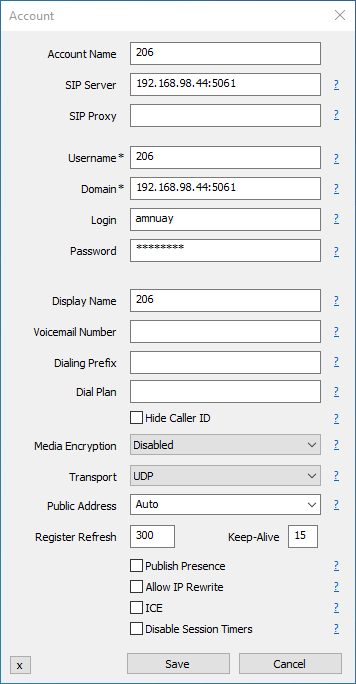 Account
Account Name 206
SIP Server 192.168.98.44:5061 ?
SIP Proxy ?
Username* 206 ?
Domain* 192.168.98.44:5061 ?
Login amnuay ?
Password ******** ?
Display Name 206 ?
Voicemail Number ?
Dialing Prefix ?
Dial Plan ?
Hide Caller ID ?
Media Encryption Disabled ?
Transport UDP ?
Public Address Auto ?
Register Refresh 300 Keep-Alive 15 ?
Publish Presence ?
Allow IP Rewrite ?
ICE ?
Disable Session Timers ?
x Save Cancel